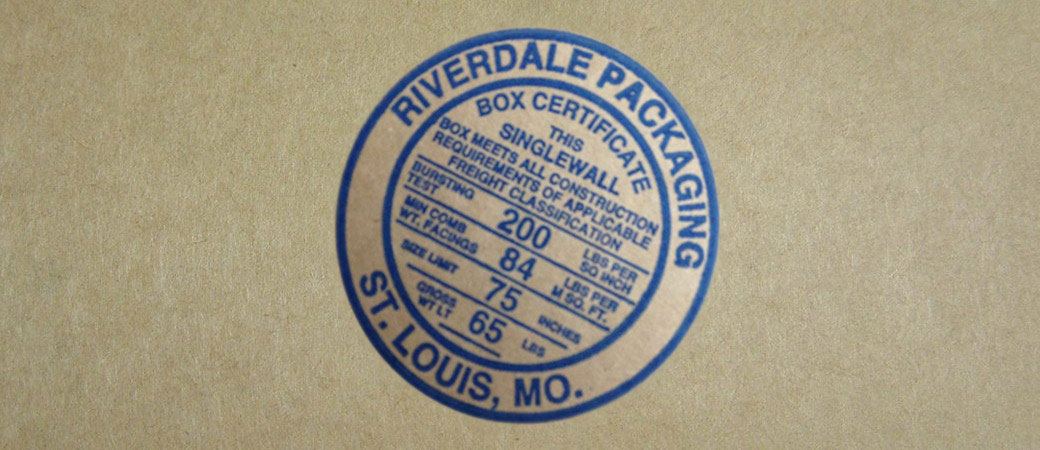 RIVERDALE PACKAGING
BOX CERTIFICATE
THIS
SINGLEWALL
BOX MEETS ALL CONSTRUCTION
REQUIREMENTS OF APPLICABLE
FREIGHT CLASSIFICATION
BURSTING
TEST
200
LBS PER
SQ INCH
MIN COMB
WT. FACINGS
84
LBS PER
M SQ. FT.
SIZE LIMIT
75
INCHES
GROSS
WT LT
65
LBS
ST. LOUIS, MO.